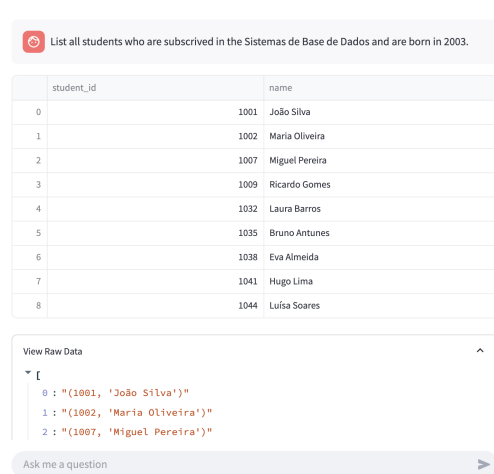 List all students who are subscrived in the Sistemas de Base de Dados and are born in 2003.
student_id name
0 1001 João Silva
1 1002 Maria Oliveira
2 1007 Miguel Pereira
3 1009 Ricardo Gomes
4 1032 Laura Barros
5 1035 Bruno Antunes
6 1038 Eva Almeida
7 1041 Hugo Lima
8 1044 Luísa Soares
View Raw Data
[
0 : "(1001, 'João Silva')"
1 : "(1002, 'Maria Oliveira')"
2 : "(1007, 'Miguel Pereira')"
Ask me a question